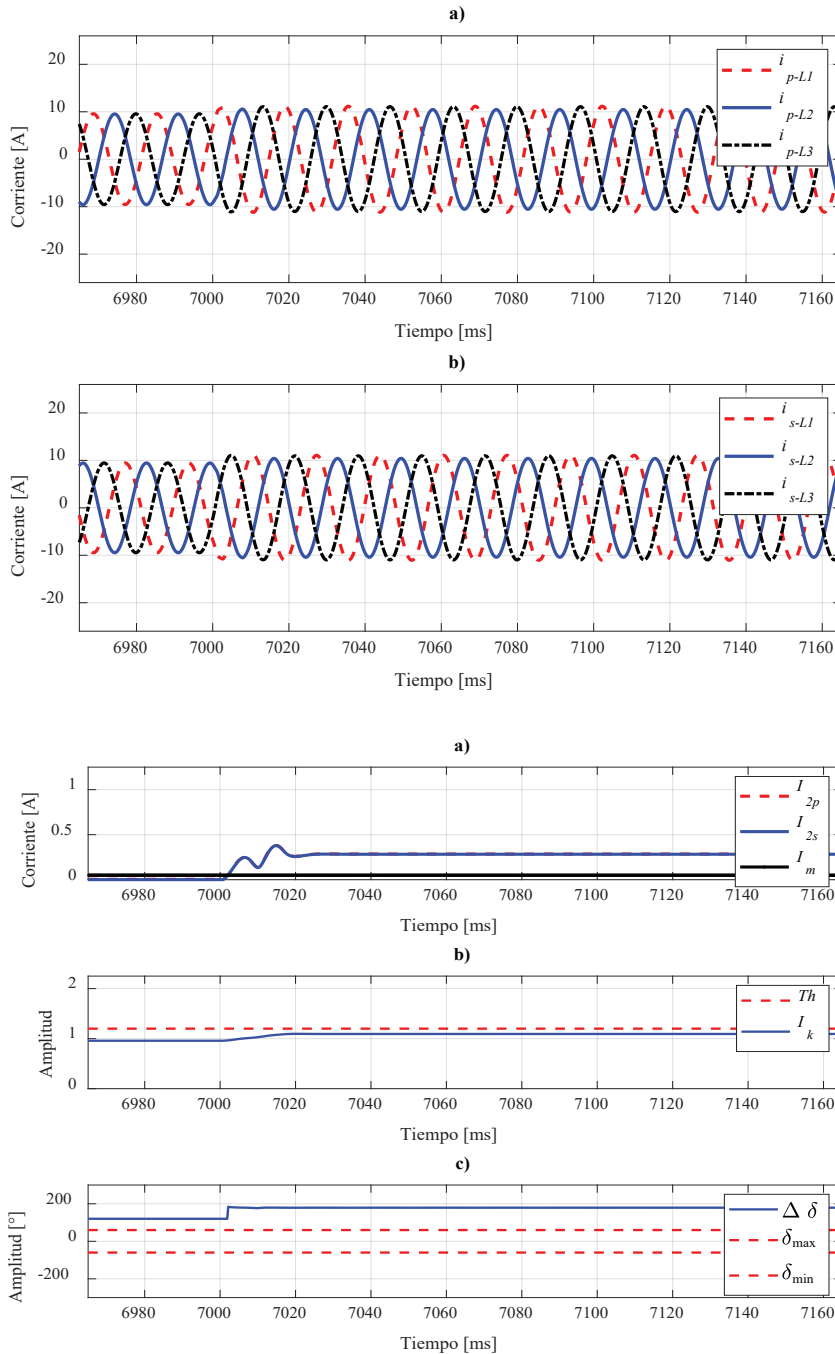 a)
Corriente [A]
20
10
0
-10
-20
i p-L1
i p-L2
i p-L3
6980 7000 7020 7040 7060 7080 7100 7120 7140 7160
Tiempo [ms]
b)
Corriente [A]
20
10
0
-10
-20
i s-L1
i s-L2
i s-L3
6980 7000 7020 7040 7060 7080 7100 7120 7140 7160
Tiempo [ms]
a)
Corriente [A]
1
0.5
0
I 2p
I 2s
I m
6980 7000 7020 7040 7060 7080 7100 7120 7140 7160
Tiempo [ms]
b)
Amplitud
2
1
0
Th
I k
6980 7000 7020 7040 7060 7080 7100 7120 7140 7160
Tiempo [ms]
c)
Amplitud [°]
200
0
-200
Δ δ
δmax
δmin
6980 7000 7020 7040 7060 7080 7100 7120 7140 7160
Tiempo [ms]